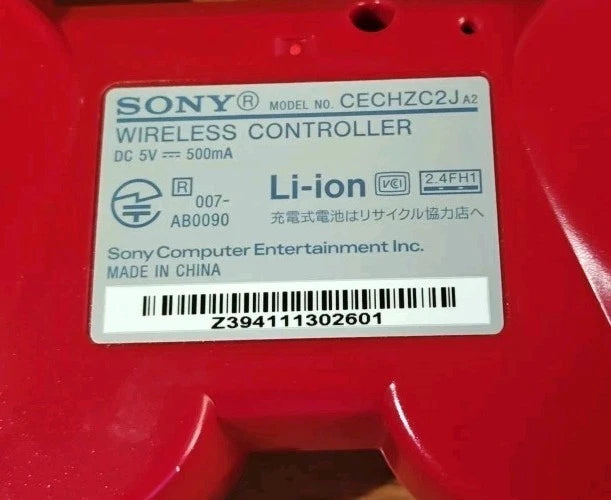 SONY® MODEL NO. CECHZC2J A2
WIRELESS CONTROLLER
DC 5V ⎓ 500mA
R 007-
AB0090
Li-ion VCI 2.4FH1
充電式電池はリサイクル協力店へ
Sony Computer Entertainment Inc.
MADE IN CHINA
Z394111302601